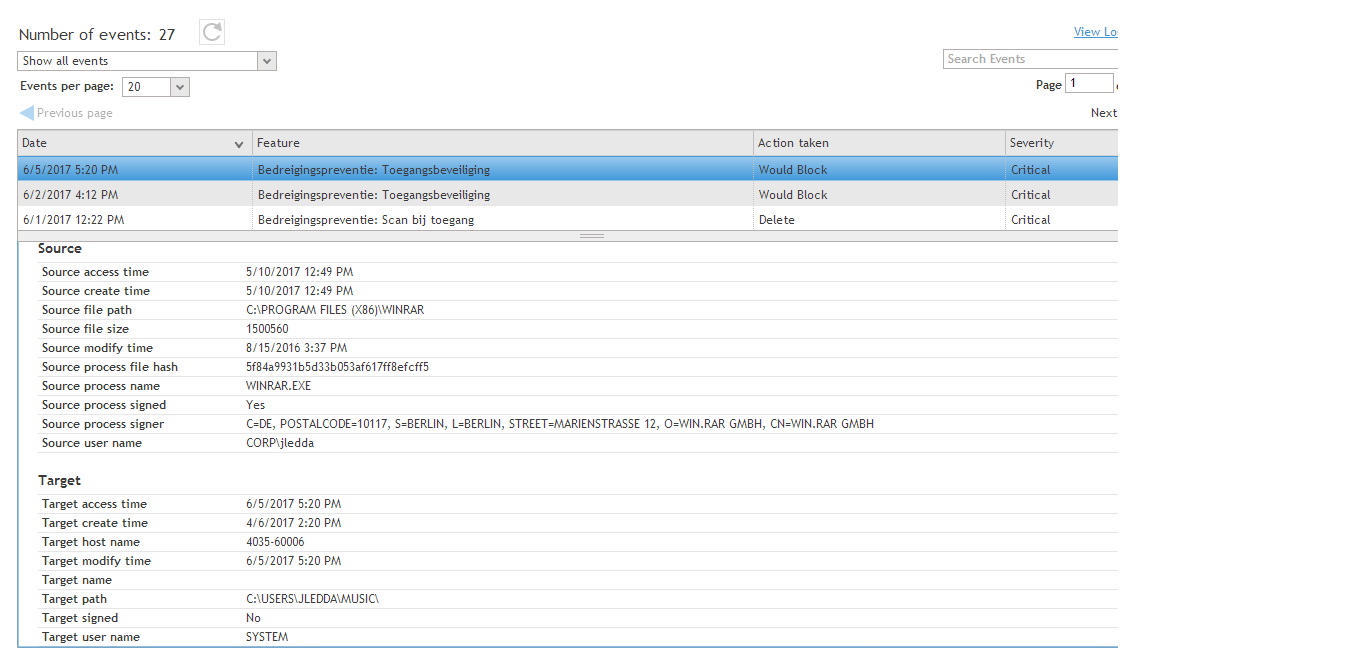 Number of events: 27
View Lo
Show all events
Search Events
Events per page: 20
Page 1
Previous page
Next
Date Feature Action taken Severity
6/5/2017 5:20 PM Bedreigingspreventie: Toegangsbeveiliging Would Block Critical
6/2/2017 4:12 PM Bedreigingspreventie: Toegangsbeveiliging Would Block Critical
6/1/2017 12:22 PM Bedreigingspreventie: Scan bij toegang Delete Critical
Source
Source access time 5/10/2017 12:49 PM
Source create time 5/10/2017 12:49 PM
Source file path C:\PROGRAM FILES (X86)\WINRAR
Source file size 1500560
Source modify time 8/15/2016 3:37 PM
Source process file hash 5f84a9931b5d33b053af617ff8efcff5
Source process name WINRAR.EXE
Source process signed Yes
Source process signer C=DE, POSTALCODE=10117, S=BERLIN, L=BERLIN, STREET=MARIENSTRASSE 12, O=WIN.RAR GMBH, CN=WIN.RAR GMBH
Source user name CORP\jledda
Target
Target access time 6/5/2017 5:20 PM
Target create time 4/6/2017 2:20 PM
Target host name 4035-60006
Target modify time 6/5/2017 5:20 PM
Target name
Target path C:\USERS\JLEDDA\MUSIC\
Target signed No
Target user name SYSTEM